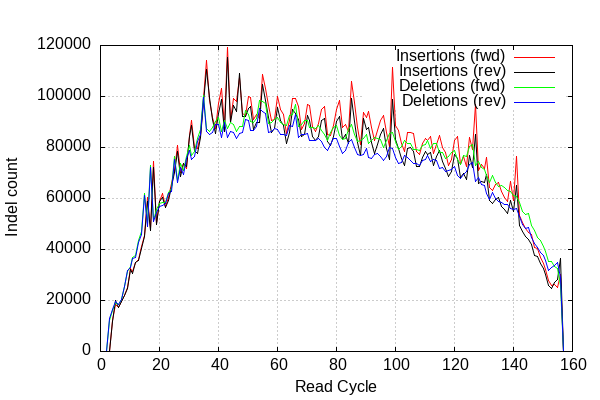 120000
100000
80000
60000
40000
20000
0
Indel count
Insertions (fwd)
Insertions (rev)
Deletions (fwd)
Deletions (rev)
0 20 40 60 80 100 120 140 160
Read Cycle